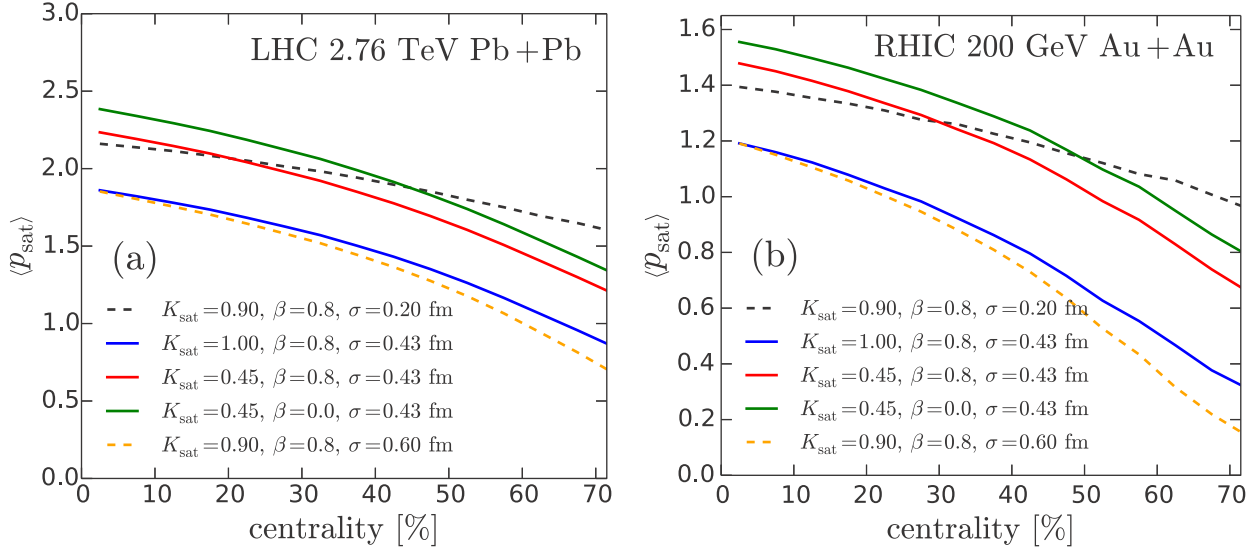 LHC 2.76 TeV Pb+Pb
3.0
2.5
2.0
1.5
1.0
0.5
0.0
⟨p_sat⟩
(a)
K_sat=0.90, β=0.8, σ=0.20 fm
K_sat=1.00, β=0.8, σ=0.43 fm
K_sat=0.45, β=0.8, σ=0.43 fm
K_sat=0.45, β=0.0, σ=0.43 fm
K_sat=0.90, β=0.8, σ=0.60 fm
0 10 20 30 40 50 60 70
centrality [%]
RHIC 200 GeV Au+Au
1.6
1.4
1.2
1.0
0.8
0.6
0.4
0.2
0.0
⟨p_sat⟩
(b)
K_sat=0.90, β=0.8, σ=0.20 fm
K_sat=1.00, β=0.8, σ=0.43 fm
K_sat=0.45, β=0.8, σ=0.43 fm
K_sat=0.45, β=0.0, σ=0.43 fm
K_sat=0.90, β=0.8, σ=0.60 fm
0 10 20 30 40 50 60 70
centrality [%]